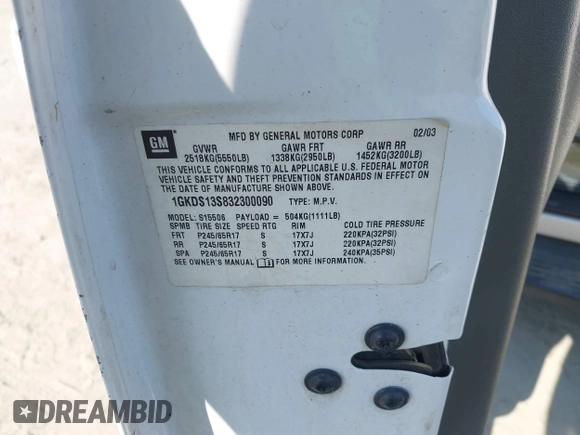 GM
MFD BY GENERAL MOTORS CORP 02/03
GVWR GAWR FRT GAWR RR
2518KG(5550LB) 1338KG(2950LB) 1452KG(3200LB)
THIS VEHICLE CONFORMS TO ALL APPLICABLE U.S. FEDERAL MOTOR
VEHICLE SAFETY AND THEFT PREVENTION STANDARDS IN EFFECT ON
THE DATE OF MANUFACTURE SHOWN ABOVE.
1GKDS13S832300090 TYPE: M.P.V.
MODEL: S15506 PAYLOAD = 504KG(1111LB)
SPMB TIRE SIZE SPEED RTG RIM COLD TIRE PRESSURE
FRT P245/65R17 S 17X7J 220KPA(32PSI)
RR P245/65R17 S 17X7J 220KPA(32PSI)
SPA P245/65R17 S 17X7J 240KPA(35PSI)
SEE OWNER'S MANUAL FOR MORE INFORMATION.
DREAMBID